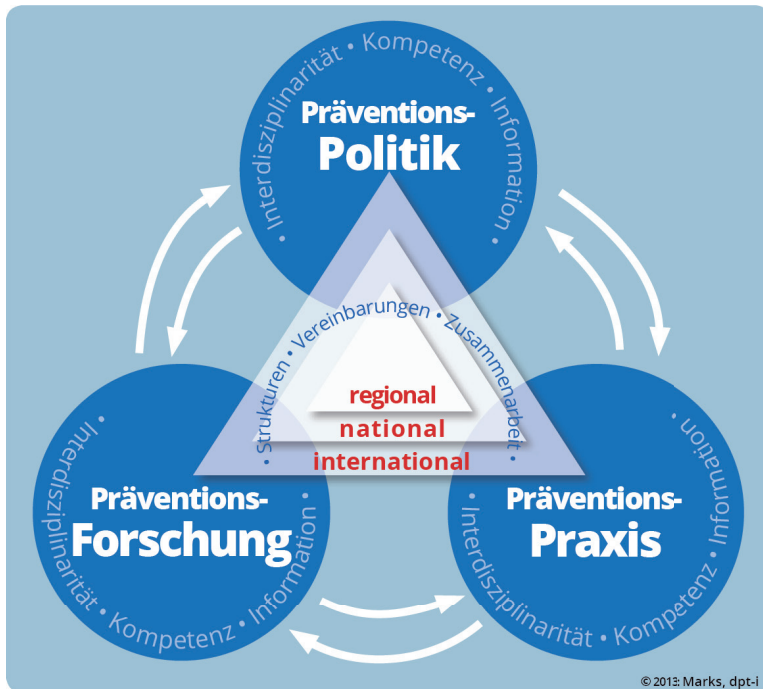 • Interdisziplinarität • Kompetenz • Information •
Präventions-
Politik
• Strukturen • Vereinbarungen • Zusammenarbeit •
regional
national
international
• Interdisziplinarität • Kompetenz • Information •
Präventions-
Forschung
• Interdisziplinarität • Kompetenz • Information •
Präventions-
Praxis
© 2013: Marks, dpt-i